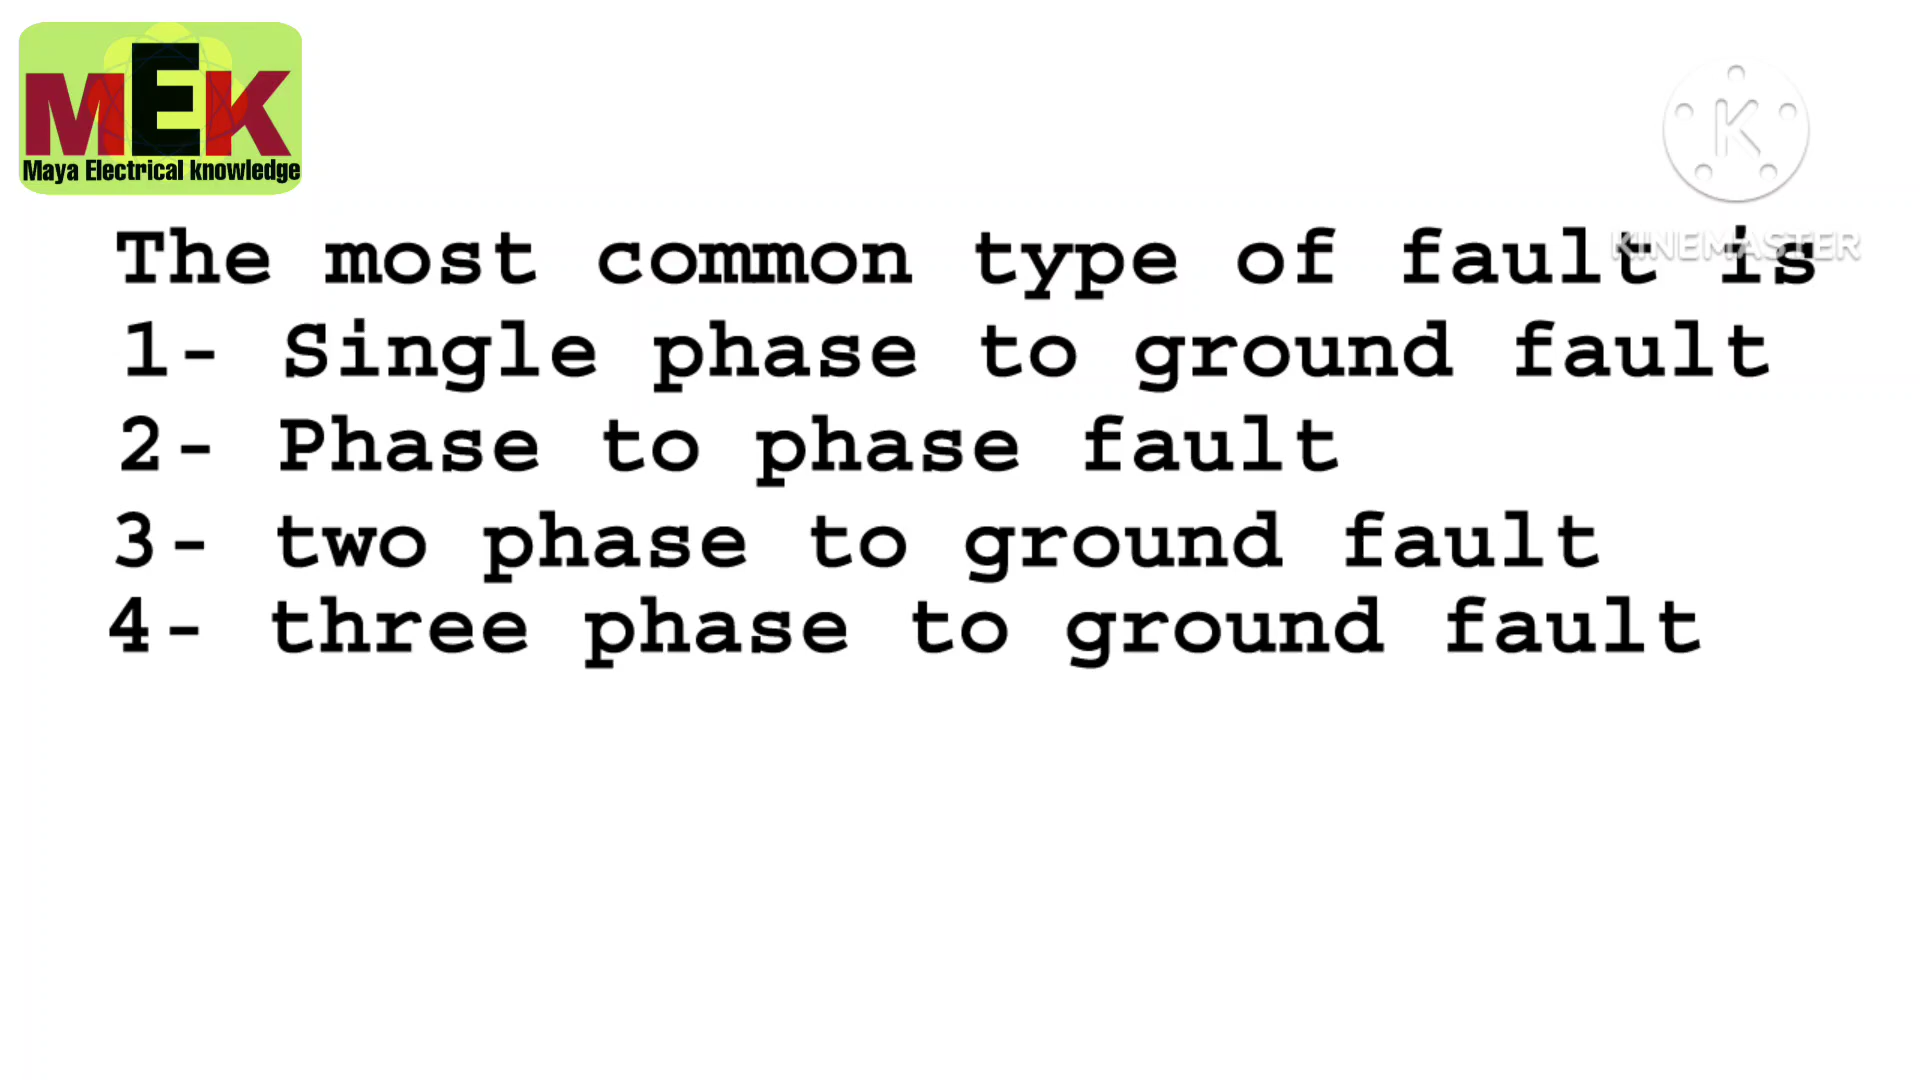 MEK
Maya Electrical knowledge
K
KINEMASTER
The most common type of fault is
1- Single phase to ground fault
2- Phase to phase fault
3- two phase to ground fault
4- three phase to ground fault